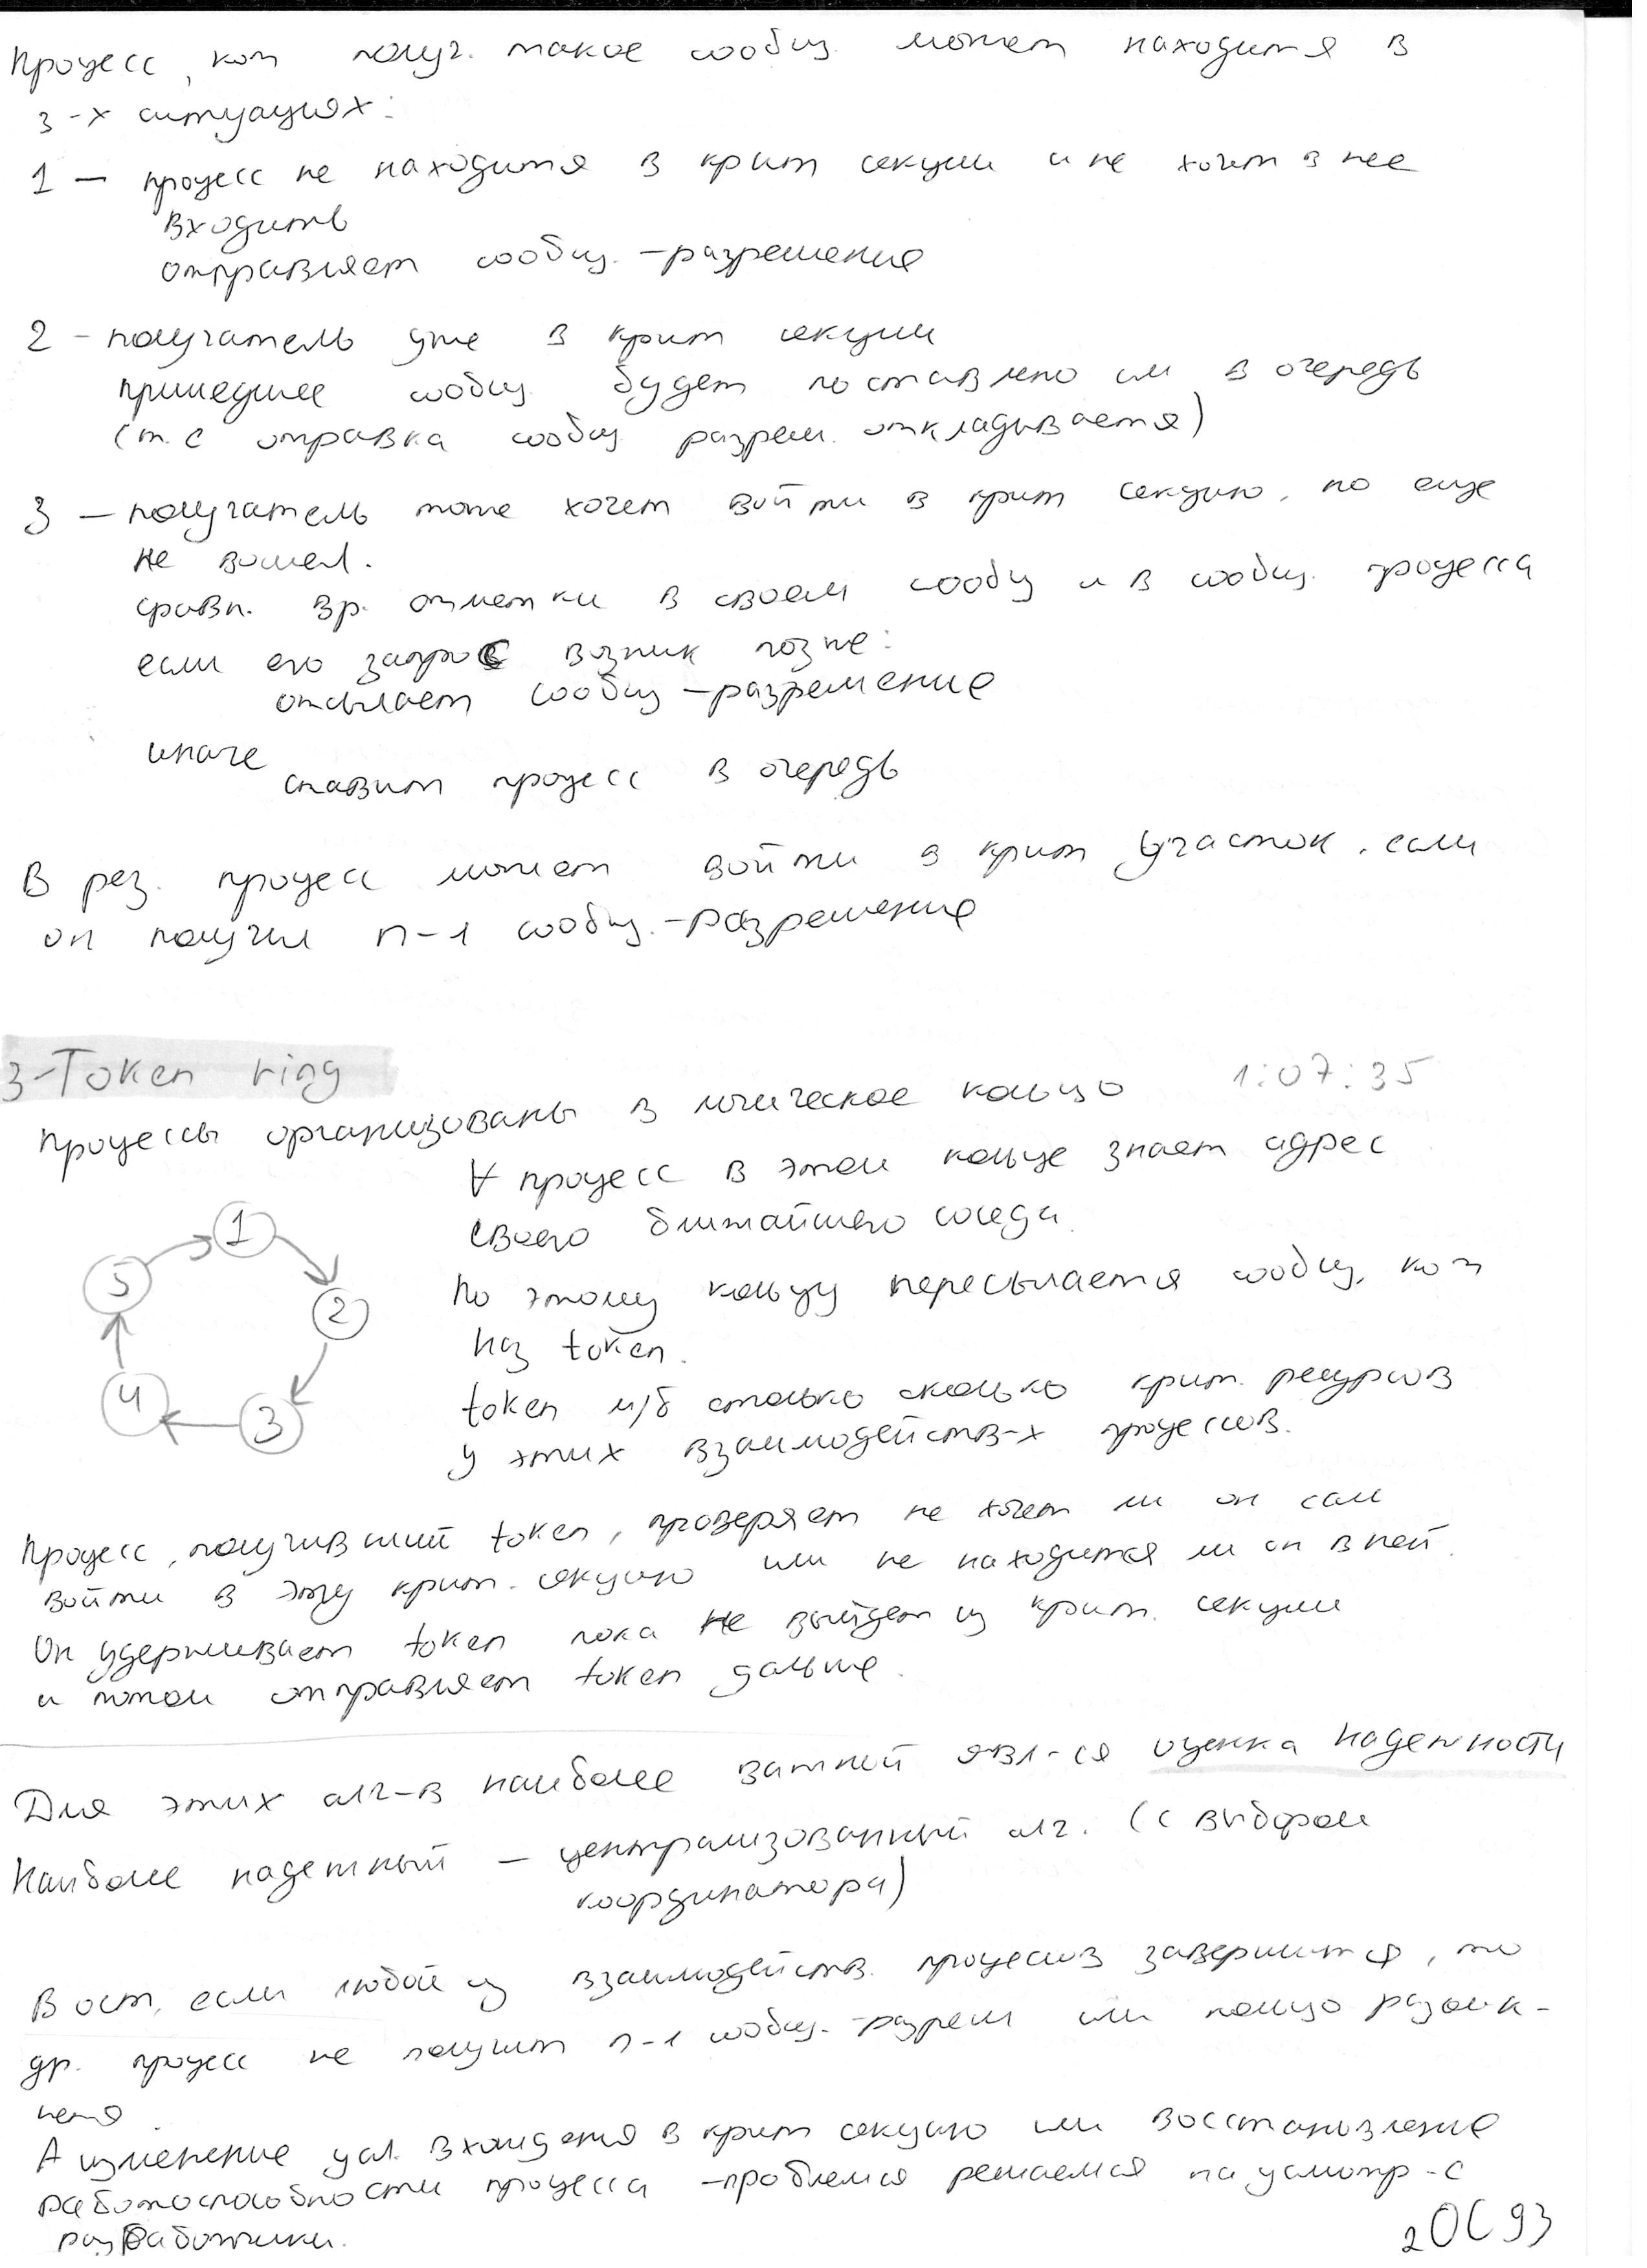 Процесс, кот получ. такое сообщ. может находится в
3-х ситуациях:
1 — процесс не находится в крит секции и не хочет в нее
входить
отправляет сообщ. -разрешение
2 - получатель уже в крит секции
пришедшее сообщ. будет поставлено им в очередь
(т.е отправка сообщ разреш. откладывается)
3 — получатель тоже хочет войти в крит секцию, но еще
не вошел.
сравн. вр. отметки в своем сообщ и в сообщ. процесса
если его запрос возник позже:
отсылает сообщ -разрешение
иначе
ставит процесс в очередь
В рез. процесс может войти в крит участок, если
он получил n-1 сообщ.-разрешение
3-Token ring
1:07:35
Процессы организованы в логическое кольцо
∀ процесс в этом кольце знает адрес
своего ближайшего соседа.
По этому кольцу пересылается сообщ, кот
наз token.
token м/б столько сколько крит. ресурсов
у этих взаимодейств-х процессов.
1
2
3
4
5
Процесс, получивший token, проверяет не хочет ли он сам
войти в эту крит. секцию или не находится ли он в ней.
Он удерживает token пока не выйдет из крит. секции
и потом отправляет token дальше.
Для этих алг-в наиболее важной явл-ся оценка надежности
Наиболее надежный — централизованный алг. (с выбором
координатора)
В ост, если любой из взаимодейств. процессов завершится, то
др. процесс не получит n-1 сообщ.-разреш или кольцо разомк-
нется.
А изменение усл. вхождения в крит секцию или восстановление
работоспособности процесса -проблема решаемая на усмотр-е
разработчики.
2ОС93